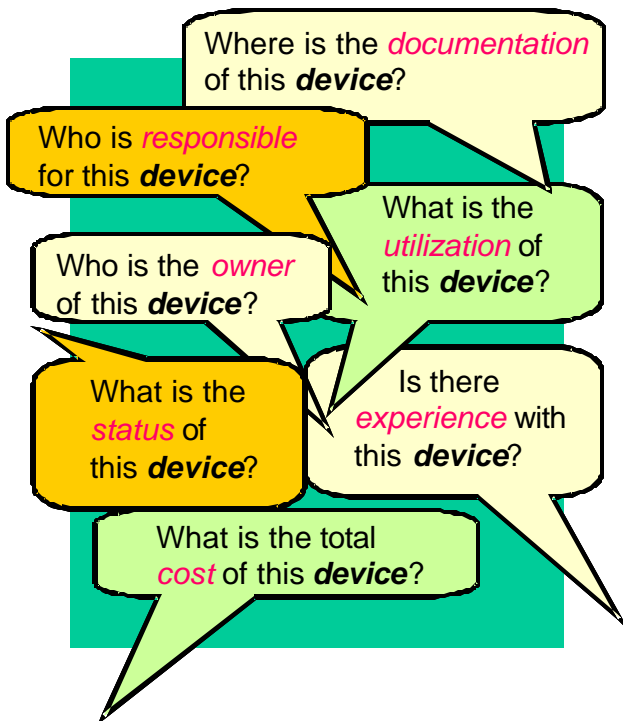 Where is the documentation
of this device?
Who is responsible
for this device?
What is the
utilization of
this device?
Who is the owner
of this device?
What is the
status of
this device?
Is there
experience with
this device?
What is the total
cost of this device?